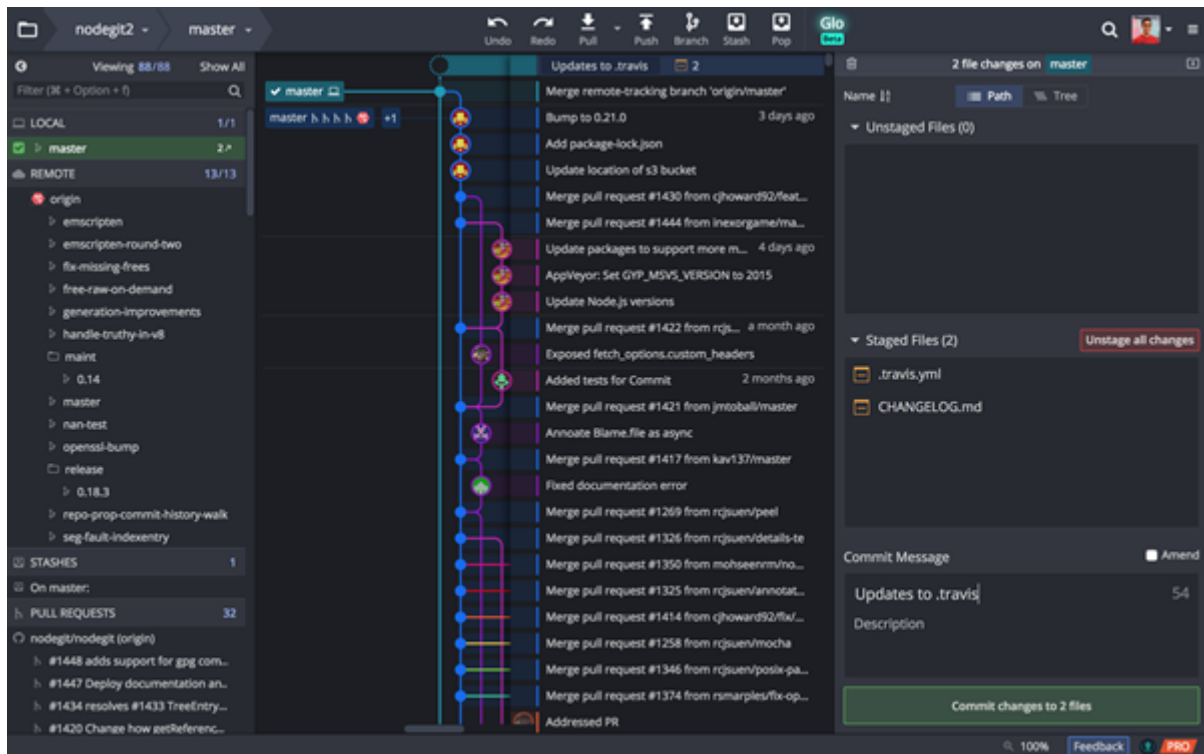 nodegit2
master
Undo
Redo
Pull
Push
Branch
Stash
Pop
Glo
Beta
Viewing 88/88 Show All
Filter (⌘ + Option + f)
LOCAL 1/1
master 2
REMOTE 13/13
origin
emscripten
emscripten-round-two
fix-missing-frees
free-raw-on-demand
generation-improvements
handle-truthy-in-v8
maint
0.14
master
nan-test
openssl-bump
release
0.18.3
repo-prop-commit-history-walk
seg-fault-indexentry
STASHES 1
On master:
PULL REQUESTS 32
nodegit/nodegit (origin)
#1448 adds support for gpg com...
#1447 Deploy documentation an...
#1434 resolves #1433 TreeEntry...
#1420 Change how getReferenc...
master
master +1
Updates to .travis 2
Merge remote-tracking branch 'origin/master'
Bump to 0.21.0 3 days ago
Add package-lock.json
Update location of s3 bucket
Merge pull request #1430 from cjhoward92/feat...
Merge pull request #1444 from inexorgame/ma...
Update packages to support more m... 4 days ago
AppVeyor: Set GYP_MSVS_VERSION to 2015
Update Node.js versions
Merge pull request #1422 from rcjs... a month ago
Exposed fetch_options.custom_headers
Added tests for Commit 2 months ago
Merge pull request #1421 from jmtoball/master
Annoate Blame.file as async
Merge pull request #1417 from kav137/master
Fixed documentation error
Merge pull request #1269 from rcjsuen/peel
Merge pull request #1326 from rcjsuen/details-te
Merge pull request #1350 from mohseenrm/no...
Merge pull request #1325 from rcjsuen/annotat...
Merge pull request #1414 from cjhoward92/fix/...
Merge pull request #1258 from rcjsuen/mocha
Merge pull request #1346 from rcjsuen/posix-pa...
Merge pull request #1374 from rsmarples/fix-op...
Addressed PR
2 file changes on master
Name Path Tree
Unstaged Files (0)
Staged Files (2) Unstage all changes
.travis.yml
CHANGELOG.md
Commit Message Amend
Updates to .travis 54
Description
Commit changes to 2 files
100% Feedback PRO